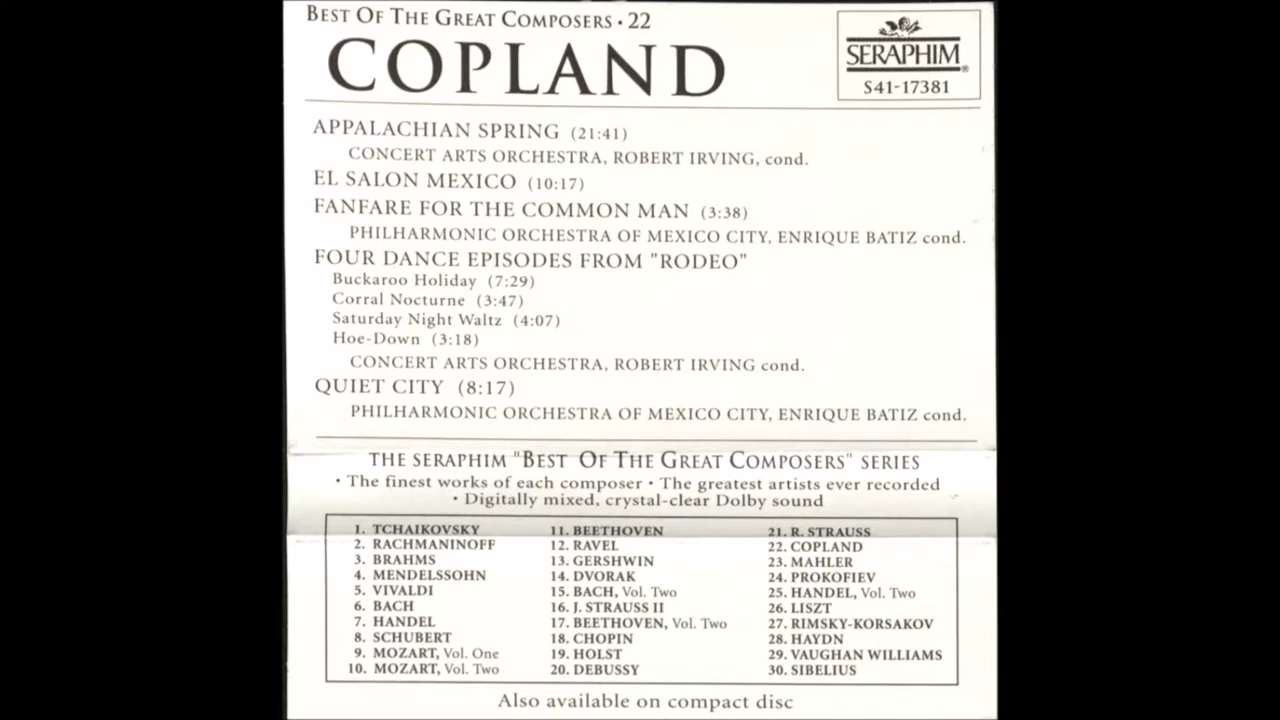 BEST OF THE GREAT COMPOSERS • 22
COPLAND
SERAPHIM®
S41-17381
APPALACHIAN SPRING (21:41)
CONCERT ARTS ORCHESTRA, ROBERT IRVING, cond.
EL SALON MEXICO (10:17)
FANFARE FOR THE COMMON MAN (3:38)
PHILHARMONIC ORCHESTRA OF MEXICO CITY, ENRIQUE BATIZ cond.
FOUR DANCE EPISODES FROM "RODEO"
Buckaroo Holiday (7:29)
Corral Nocturne (3:47)
Saturday Night Waltz (4:07)
Hoe-Down (3:18)
CONCERT ARTS ORCHESTRA, ROBERT IRVING cond.
QUIET CITY (8:17)
PHILHARMONIC ORCHESTRA OF MEXICO CITY, ENRIQUE BATIZ cond.
THE SERAPHIM "BEST OF THE GREAT COMPOSERS" SERIES
• The finest works of each composer • The greatest artists ever recorded
• Digitally mixed, crystal-clear Dolby sound
1. TCHAIKOVSKY
2. RACHMANINOFF
3. BRAHMS
4. MENDELSSOHN
5. VIVALDI
6. BACH
7. HANDEL
8. SCHUBERT
9. MOZART, Vol. One
10. MOZART, Vol. Two
11. BEETHOVEN
12. RAVEL
13. GERSHWIN
14. DVORAK
15. BACH, Vol. Two
16. J. STRAUSS II
17. BEETHOVEN, Vol. Two
18. CHOPIN
19. HOLST
20. DEBUSSY
21. R. STRAUSS
22. COPLAND
23. MAHLER
24. PROKOFIEV
25. HANDEL, Vol. Two
26. LISZT
27. RIMSKY-KORSAKOV
28. HAYDN
29. VAUGHAN WILLIAMS
30. SIBELIUS
Also available on compact disc